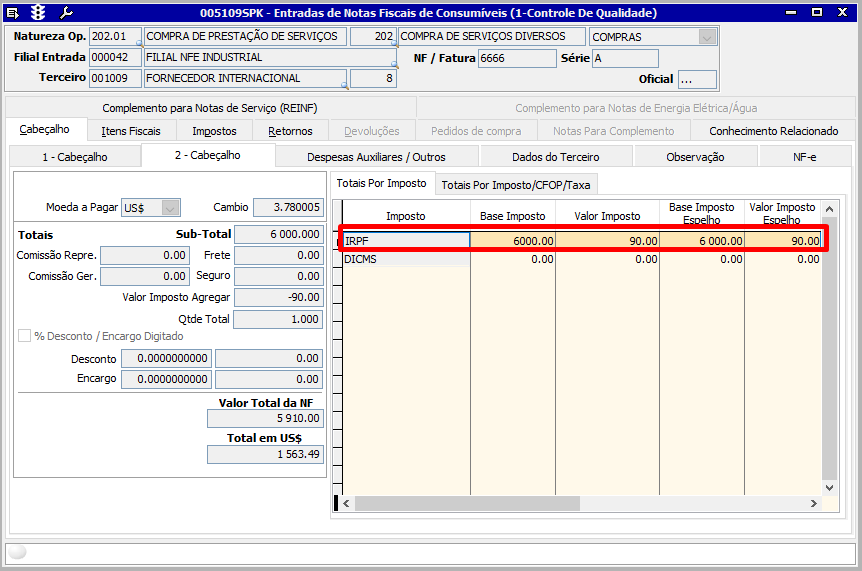 005109SPK - Entradas de Notas Fiscais de Consumíveis (1-Controle De Qualidade)
Natureza Op. 202.01 COMPRA DE PRESTAÇÃO DE SERVIÇOS 202 COMPRA DE SERVIÇOS DIVERSOS COMPRAS
Filial Entrada 000042 FILIAL NFE INDUSTRIAL NF / Fatura 6666 Série A
Terceiro 001009 FORNECEDOR INTERNACIONAL 8 Oficial ...
Complemento para Notas de Serviço (REINF) Complemento para Notas de Energia Elétrica/Água
Cabeçalho Itens Fiscais Impostos Retornos Devoluções Pedidos de compra Notas Para Complemento Conhecimento Relacionado
1 - Cabeçalho 2 - Cabeçalho Despesas Auxiliares / Outros Dados do Terceiro Observação NF-e
Moeda a Pagar US$ Cambio 3.780005
Totais Sub-Total 6 000.000
Comissão Repre. 0.00 Frete 0.00
Comissão Ger. 0.00 Seguro 0.00
Valor Imposto Agregar -90.00
Qtde Total 1.000
% Desconto / Encargo Digitado
Desconto 0.0000000000 0.00
Encargo 0.0000000000 0.00
Valor Total da NF
5 910.00
Total em US$
1 563.49
Totais Por Imposto Totais Por Imposto/CFOP/Taxa
Imposto Base Imposto Valor Imposto Base Imposto Espelho Valor Imposto Espelho
IRPF 6000.00 90.00 6 000.00 90.00
DICMS 0.00 0.00 0.00 0.00